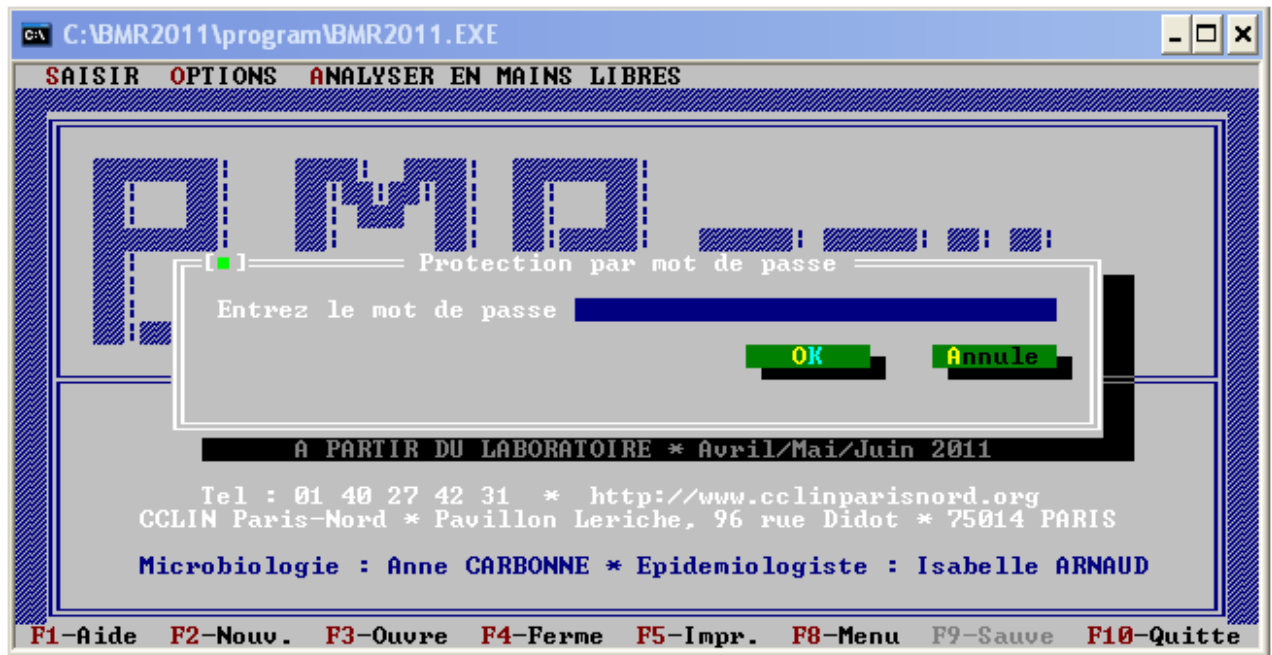 C:\BMR2011\program\BMR2011.EXE
SAISIR OPTIONS ANALYSER EN MAINS LIBRES
[■] Protection par mot de passe
Entrez le mot de passe
OK Annule
A PARTIR DU LABORATOIRE * Avril/Mai/Juin 2011
Tel : 01 40 27 42 31 * http://www.cclinparisnord.org
CCLIN Paris-Nord * Pavillon Leriche, 96 rue Didot * 75014 PARIS
Microbiologie : Anne CARBONNE * Epidemiologiste : Isabelle ARNAUD
F1-Aide F2-Nouv. F3-Ouvre F4-Ferme F5-Impr. F8-Menu F9-Sauve F10-Quitte